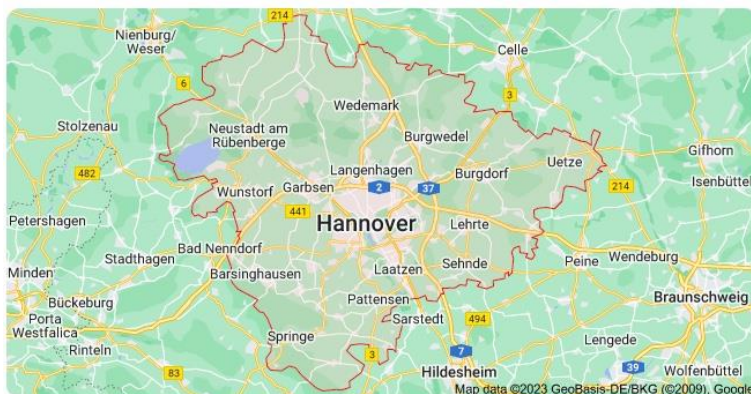 214
Nienburg/
Weser
Celle
6
3
Wedemark
Stolzenau
Neustadt am
Rübenberge
Burgwedel
Gifhorn
Uetze
482
Langenhagen
Burgdorf
Isenbüttel
Wunstorf
Garbsen
2
37
214
441
Petershagen
Hannover
Lehrte
Bad Nenndorf
Stadthagen
Wendeburg
Minden
Barsinghausen
Laatzen
Sehnde
Peine
Bückeburg
Pattensen
Braunschweig
Porta
Westfalica
Sarstedt
494
Springe
Lengede
Rinteln
3
7
83
Hildesheim
39
Wolfenbüttel
Map data ©2023 GeoBasis-DE/BKG (©2009), Google